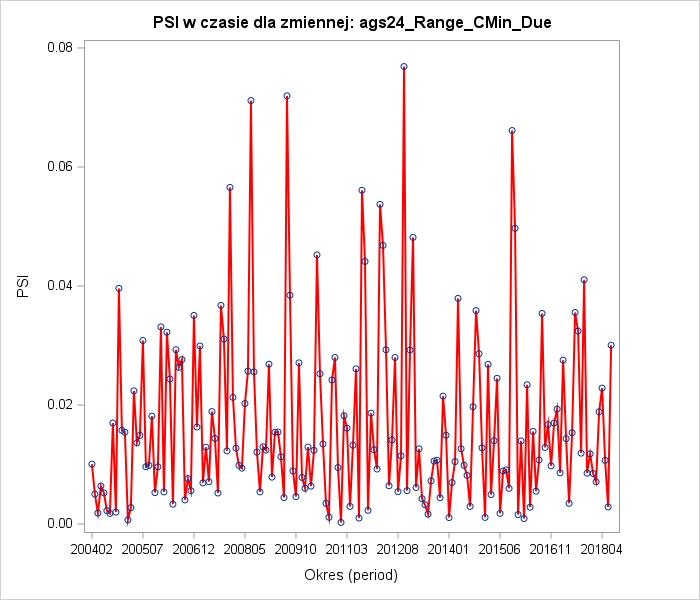 PSI w czasie dla zmiennej: ags24_Range_CMin_Due
0.08
0.06
0.04
0.02
0.00
PSI
200402 200507 200612 200805 200910 201103 201208 201401 201506 201611 201804
Okres (period)